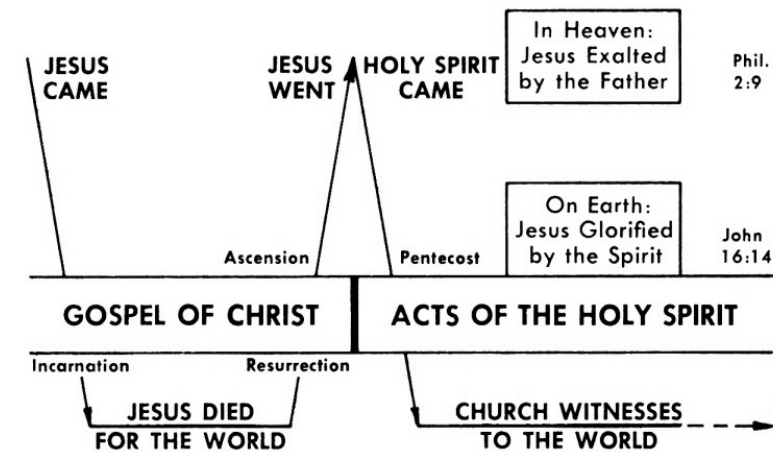 JESUS
CAME
JESUS
WENT
HOLY SPIRIT
CAME
In Heaven:
Jesus Exalted
by the Father
Phil.
2:9
On Earth:
Jesus Glorified
by the Spirit
John
16:14
Ascension
Pentecost
GOSPEL OF CHRIST
ACTS OF THE HOLY SPIRIT
Incarnation
Resurrection
JESUS DIED
FOR THE WORLD
CHURCH WITNESSES
TO THE WORLD